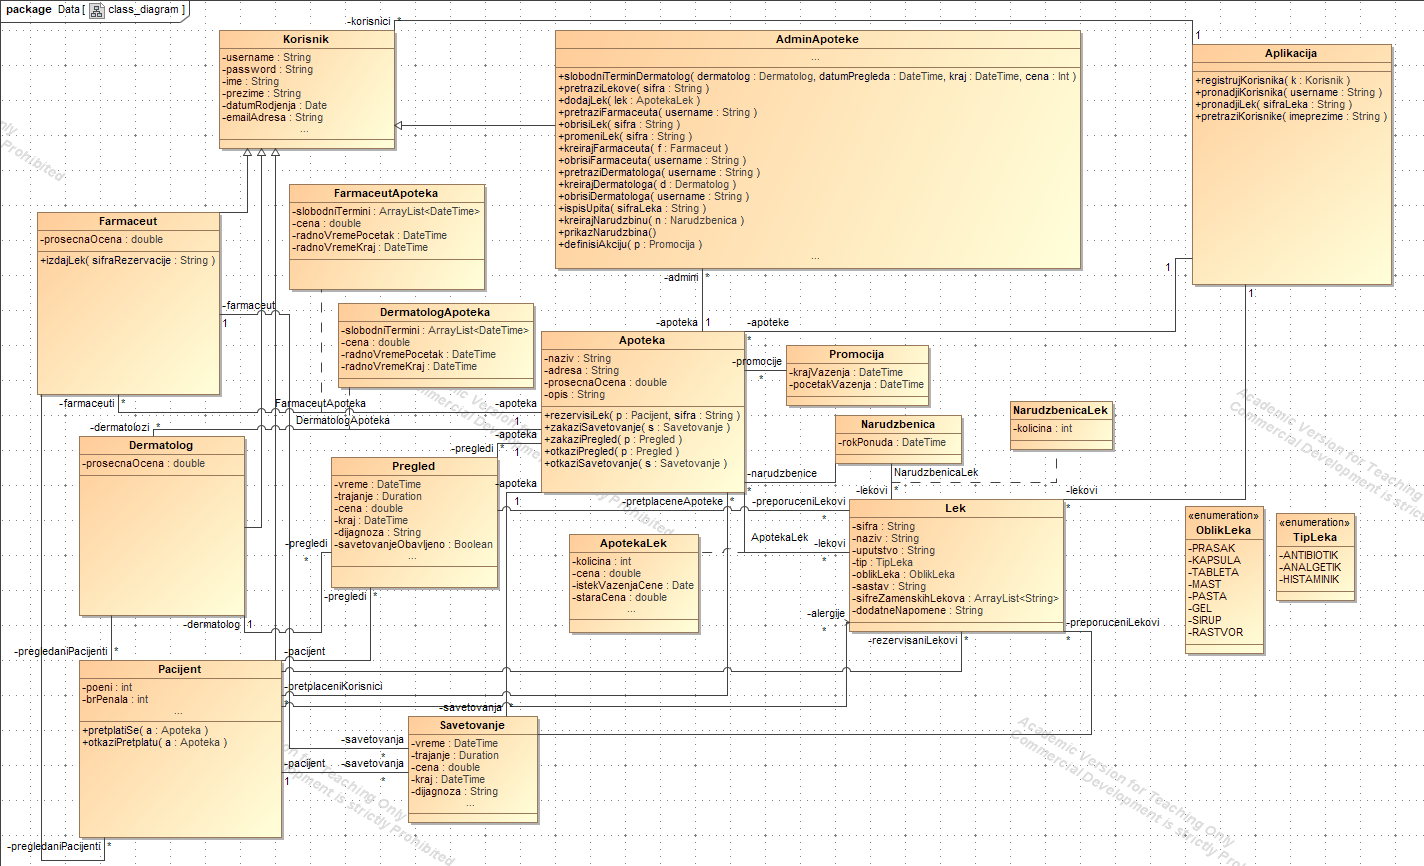 package Data [ class_diagram ]
-korisnici
*
1
Korisnik
-username : String
-password : String
-ime : String
-prezime : String
-datumRodjenja : Date
-emailAdresa : String
...
AdminApoteke
...
+slobodniTerminDermatolog( dermatolog : Dermatolog, datumPregleda : DateTime, kraj : DateTime, cena : Int )
+pretraziLekove( sifra : String )
+dodajLek( lek : ApotekaLek )
+pretraziFarmaceuta( username : String )
+obrisiLek( sifra : String )
+promeniLek( sifra : String )
+kreirajFarmaceuta( f : Farmaceut )
+obrisiFarmaceuta( username : String )
+pretraziDermatologa( username : String )
+kreirajDermatologa( d : Dermatolog )
+obrisiDermatologa( username : String )
+ispisUpita( sifraLeka : String )
+kreirajNarudzbinu( n : Narudzbenica )
+prikazNarudzbina()
+definisiAkciju( p : Promocija )
...
Aplikacija
+registrujKorisnika( k : Korisnik )
+pronadjiKorisnika( username : String )
+pronadjiLek( sifraLeka : String )
+pretraziKorisnike( imeprezime : String )
1
1
Farmaceut
-prosecnaOcena : double
+izdajLek( sifraRezervacije : String )
FarmaceutApoteka
-slobodniTermini : ArrayList<DateTime>
-cena : double
-radnoVremePocetak : DateTime
-radnoVremeKraj : DateTime
-farmaceut
1
DermatologApoteka
-slobodniTermini : ArrayList<DateTime>
-cena : double
-radnoVremePocetak : DateTime
-radnoVremeKraj : DateTime
-admini
*
-apoteka
1
-apoteke
*
Apoteka
-naziv : String
-adresa : String
-prosecnaOcena : double
-opis : String
+rezervisiLek( p : Pacijent, sifra : String )
+zakaziSavetovanje( s : Savetovanje )
+zakaziPregled( p : Pregled )
+otkaziPregled( p : Pregled )
+otkaziSavetovanje( s : Savetovanje )
-promocije
*
Promocija
-krajVazenja : DateTime
-pocetakVazenja : DateTime
Narudzbenica
-rokPonuda : DateTime
NarudzbenicaLek
-kolicina : int
-farmaceuti
*
FarmaceutApoteka
-apoteka
1
-dermatolozi
*
DermatologApoteka
-apoteka
1
-pregledi
*
-apoteka
1
-narudzbenice
*
NarudzbenicaLek
-lekovi
*
-lekovi
*
Dermatolog
-prosecnaOcena : double
Pregled
-vreme : DateTime
-trajanje : Duration
-cena : double
-kraj : DateTime
-dijagnoza : String
-savetovanjeObavljeno : Boolean
...
-pretplaceneApoteke
*
-preporuceniLekovi
*
ApotekaLek
-lekovi
*
ApotekaLek
-kolicina : int
-cena : double
-istekVazenjaCene : Date
-staraCena : double
...
Lek
-sifra : String
-naziv : String
-uputstvo : String
-tip : TipLeka
-oblikLeka : OblikLeka
-sastav : String
-sifreZamenskihLekova : ArrayList<String>
-dodatneNapomene : String
«enumeration»
OblikLeka
-PRASAK
-KAPSULA
-TABLETA
-MAST
-PASTA
-GEL
-SIRUP
-RASTVOR
«enumeration»
TipLeka
-ANTIBIOTIK
-ANALGETIK
-HISTAMINIK
-pregledi
*
-pregledi
*
-dermatolog
1
-alergije
*
-rezervisaniLekovi
*
-preporuceniLekovi
*
-pregledaniPacijenti
*
-pacijent
Pacijent
-poeni : int
-brPenala : int
...
+pretplatiSe( a : Apoteka )
+otkaziPretplatu( a : Apoteka )
-pretplaceniKorisnici
*
-savetovanja
*
-savetovanja
*
-pacijent
1
-savetovanja
*
Savetovanje
-vreme : DateTime
-trajanje : Duration
-cena : double
-kraj : DateTime
-dijagnoza : String
...
-pregledaniPacijenti
*
Academic Version for Teaching Only
Commercial Development is strictly Prohibited